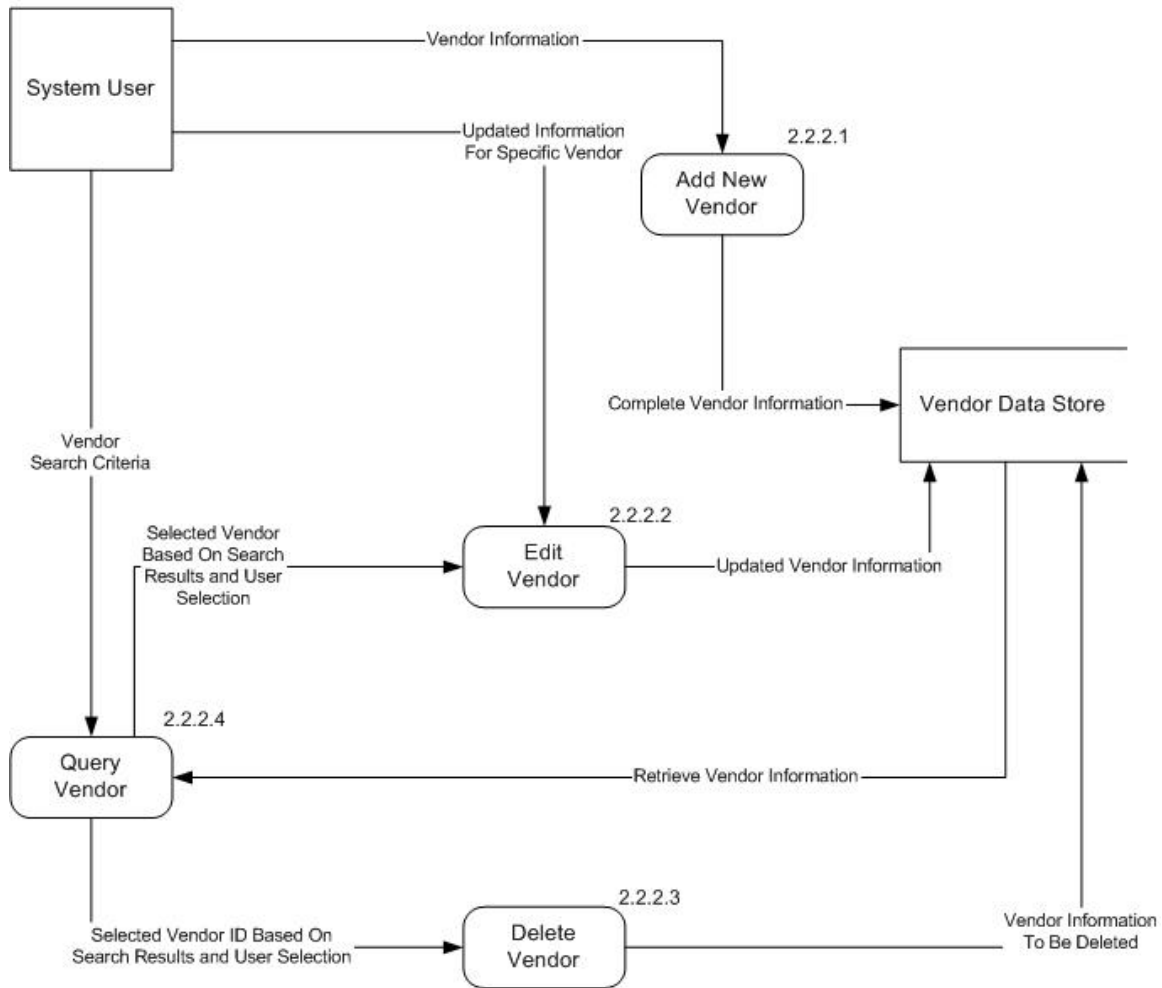 Vendor Information
System User
Updated Information
For Specific Vendor
2.2.2.1
Add New
Vendor
Complete Vendor Information
Vendor Data Store
Vendor
Search Criteria
2.2.2.2
Selected Vendor
Based On Search
Results and User
Selection
Edit
Vendor
Updated Vendor Information
2.2.2.4
Query
Vendor
Retrieve Vendor Information
2.2.2.3
Selected Vendor ID Based On
Search Results and User Selection
Delete
Vendor
Vendor Information
To Be Deleted